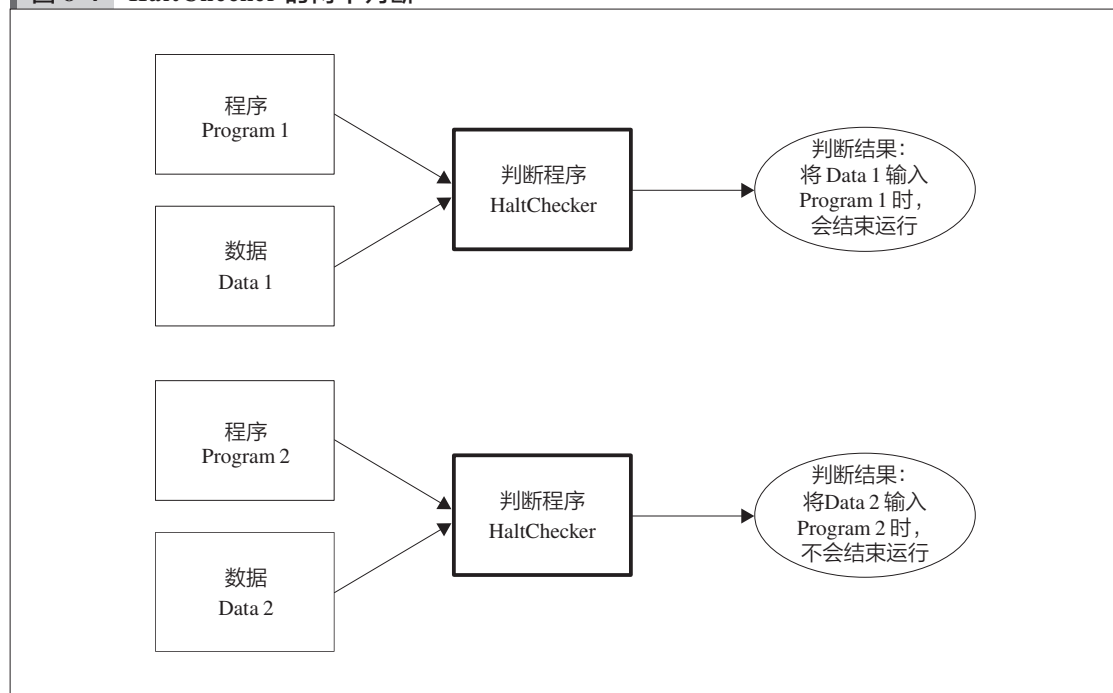 HaltChecker
程序
Program 1
数据
Data 1
判断程序
HaltChecker
判断结果：
将 Data 1 输入
Program 1 时，
会结束运行
程序
Program 2
数据
Data 2
判断程序
HaltChecker
判断结果：
将Data 2 输入
Program 2 时，
不会结束运行